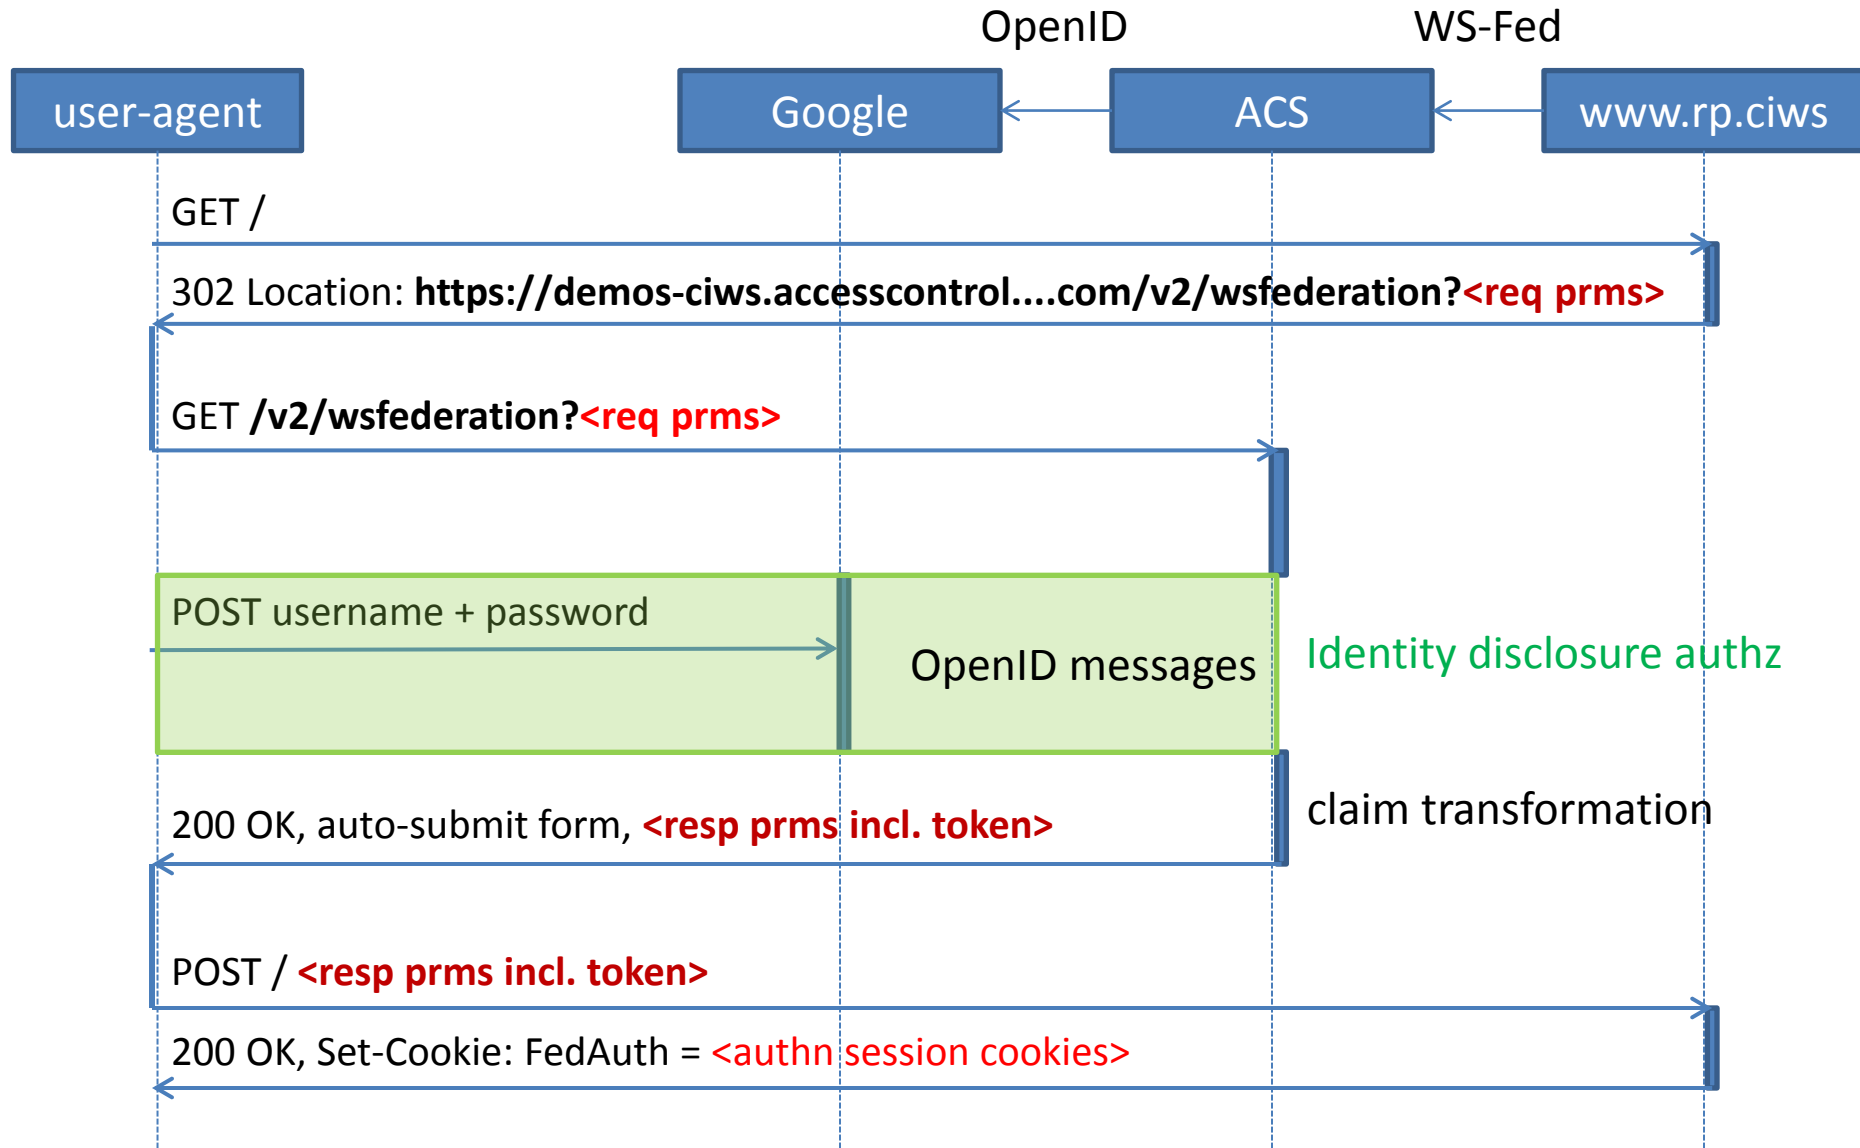 OpenID
WS-Fed
user-agent
Google
ACS
www.rp.ciws
GET /
302 Location: https://demos-ciws.accesscontrol....com/v2/wsfederation?<req prms>
GET /v2/wsfederation?<req prms>
POST username + password
OpenID messages
Identity disclosure authz
claim transformation
200 OK, auto-submit form, <resp prms incl. token>
POST / <resp prms incl. token>
200 OK, Set-Cookie: FedAuth = <authn session cookies>